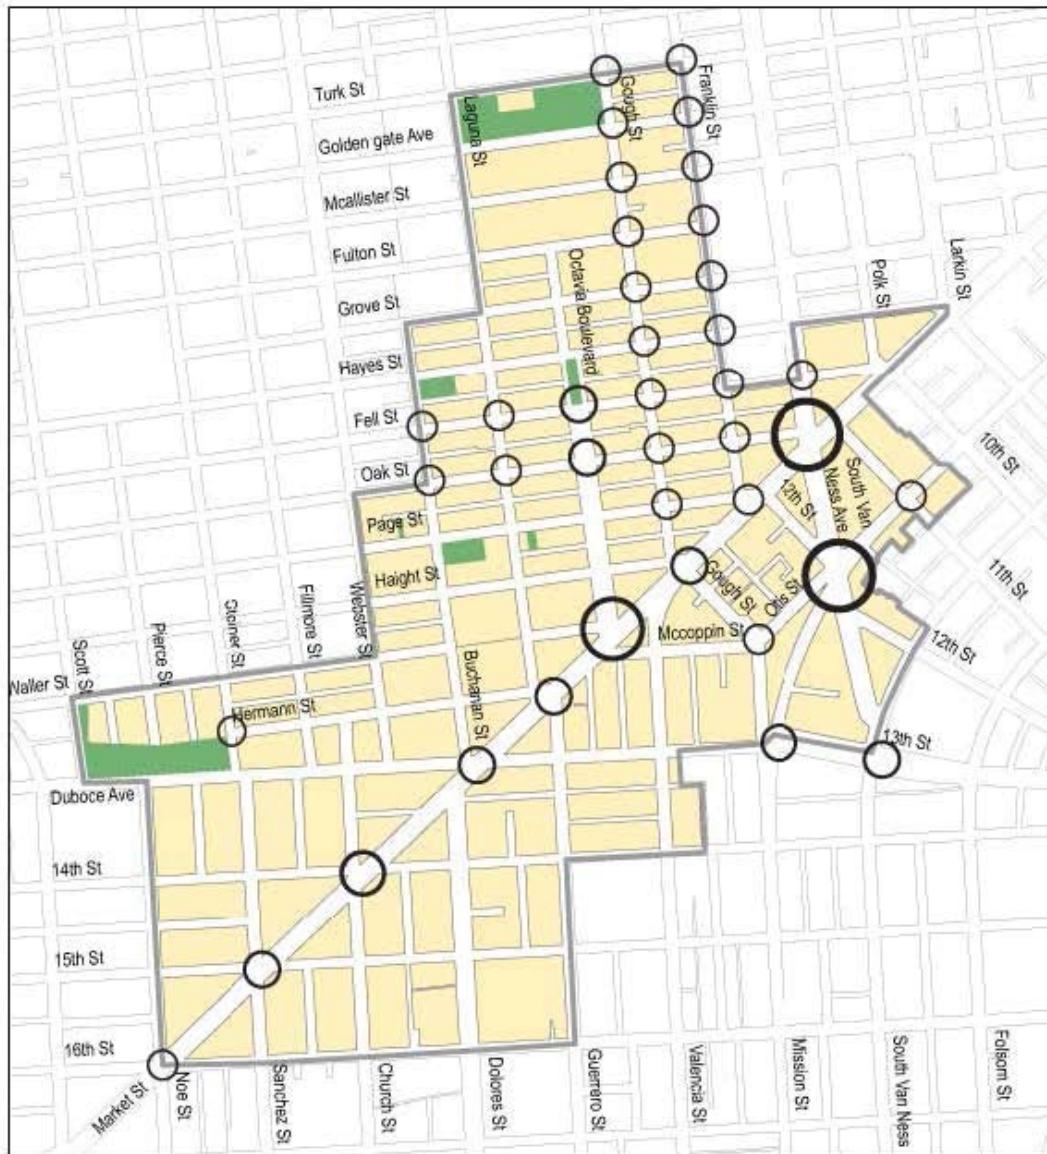 Turk St
Golden gate Ave
Mcallister St
Fulton St
Grove St
Hayes St
Fell St
Oak St
Page St
Haight St
Laguna St
Gough St
Franklin St
Octavia Boulevard
Polk St
Larkin St
10th St
11th St
12th St
12th St
South Van
Ness Ave
Gough St
Otis St
Mccoppin St
13th St
Webster St
Fillmore St
Steiner St
Pierce St
Scott St
Waller St
Hermann St
Buchanan St
Duboce Ave
14th St
15th St
16th St
Market St
Noe St
Sanchez St
Church St
Dolores St
Guerrero St
Valencia St
Mission St
South Van Ness
Folsom St